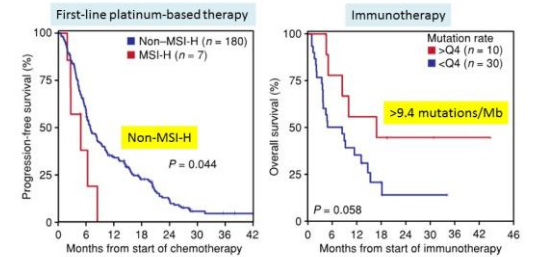 First-line platinum-based therapy
Non–MSI-H (n = 180)
MSI-H (n = 7)
Non-MSI-H
P = 0.044
Progression-free survival (%)
100
75
50
25
0
0 6 12 18 24 30 36 42
Months from start of chemotherapy
Immunotherapy
Mutation rate
>Q4 (n = 10)
<Q4 (n = 30)
>9.4 mutations/Mb
P = 0.058
Overall survival (%)
100
75
50
25
0
0 6 12 18 24 30 36 42 46
Months from start of immunotherapy